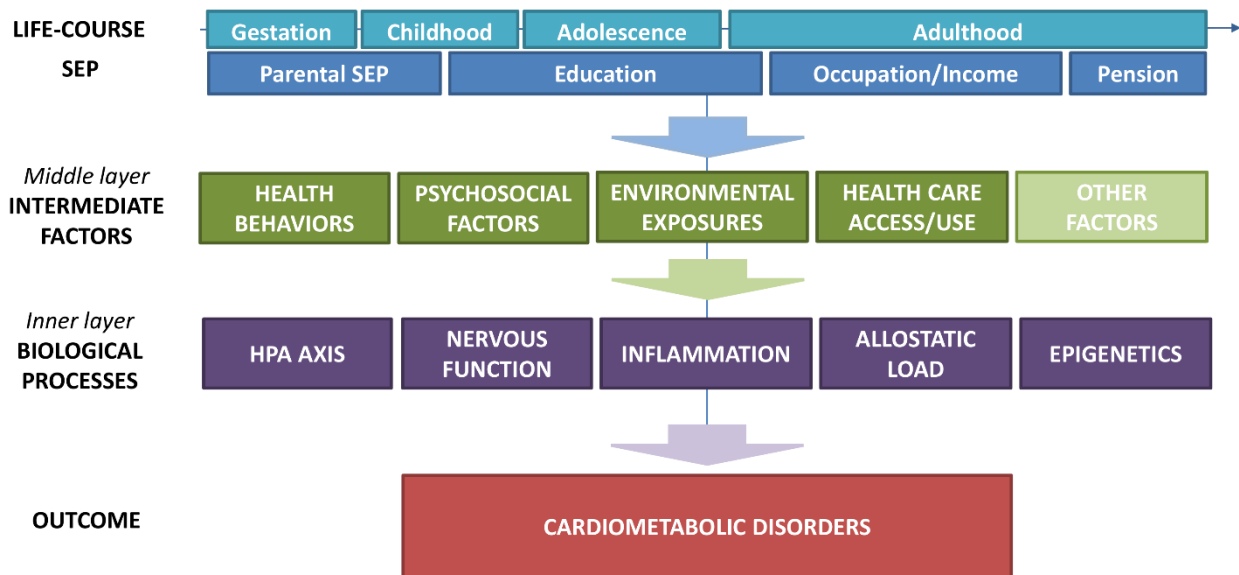 LIFE-COURSE
SEP
Gestation
Childhood
Adolescence
Adulthood
Parental SEP
Education
Occupation/Income
Pension
Middle layer
INTERMEDIATE
FACTORS
HEALTH
BEHAVIORS
PSYCHOSOCIAL
FACTORS
ENVIRONMENTAL
EXPOSURES
HEALTH CARE
ACCESS/USE
OTHER
FACTORS
Inner layer
BIOLOGICAL
PROCESSES
HPA AXIS
NERVOUS
FUNCTION
INFLAMMATION
ALLOSTATIC
LOAD
EPIGENETICS
OUTCOME
CARDIOMETABOLIC DISORDERS